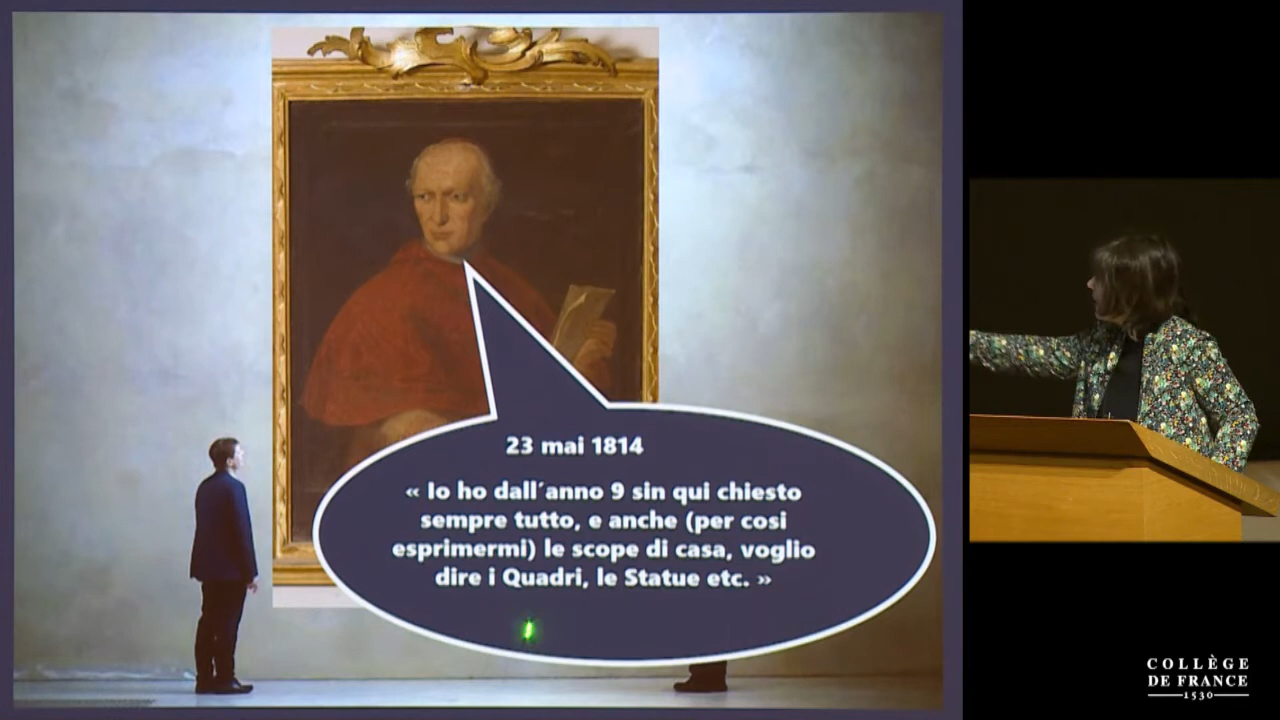 23 mai 1814
« Io ho dall´anno 9 sin qui chiesto
sempre tutto, e anche (per cosi
esprimermi) le scope di casa, voglio
dire i Quadri, le Statue etc. »
COLLÈGE
DE FRANCE
1530